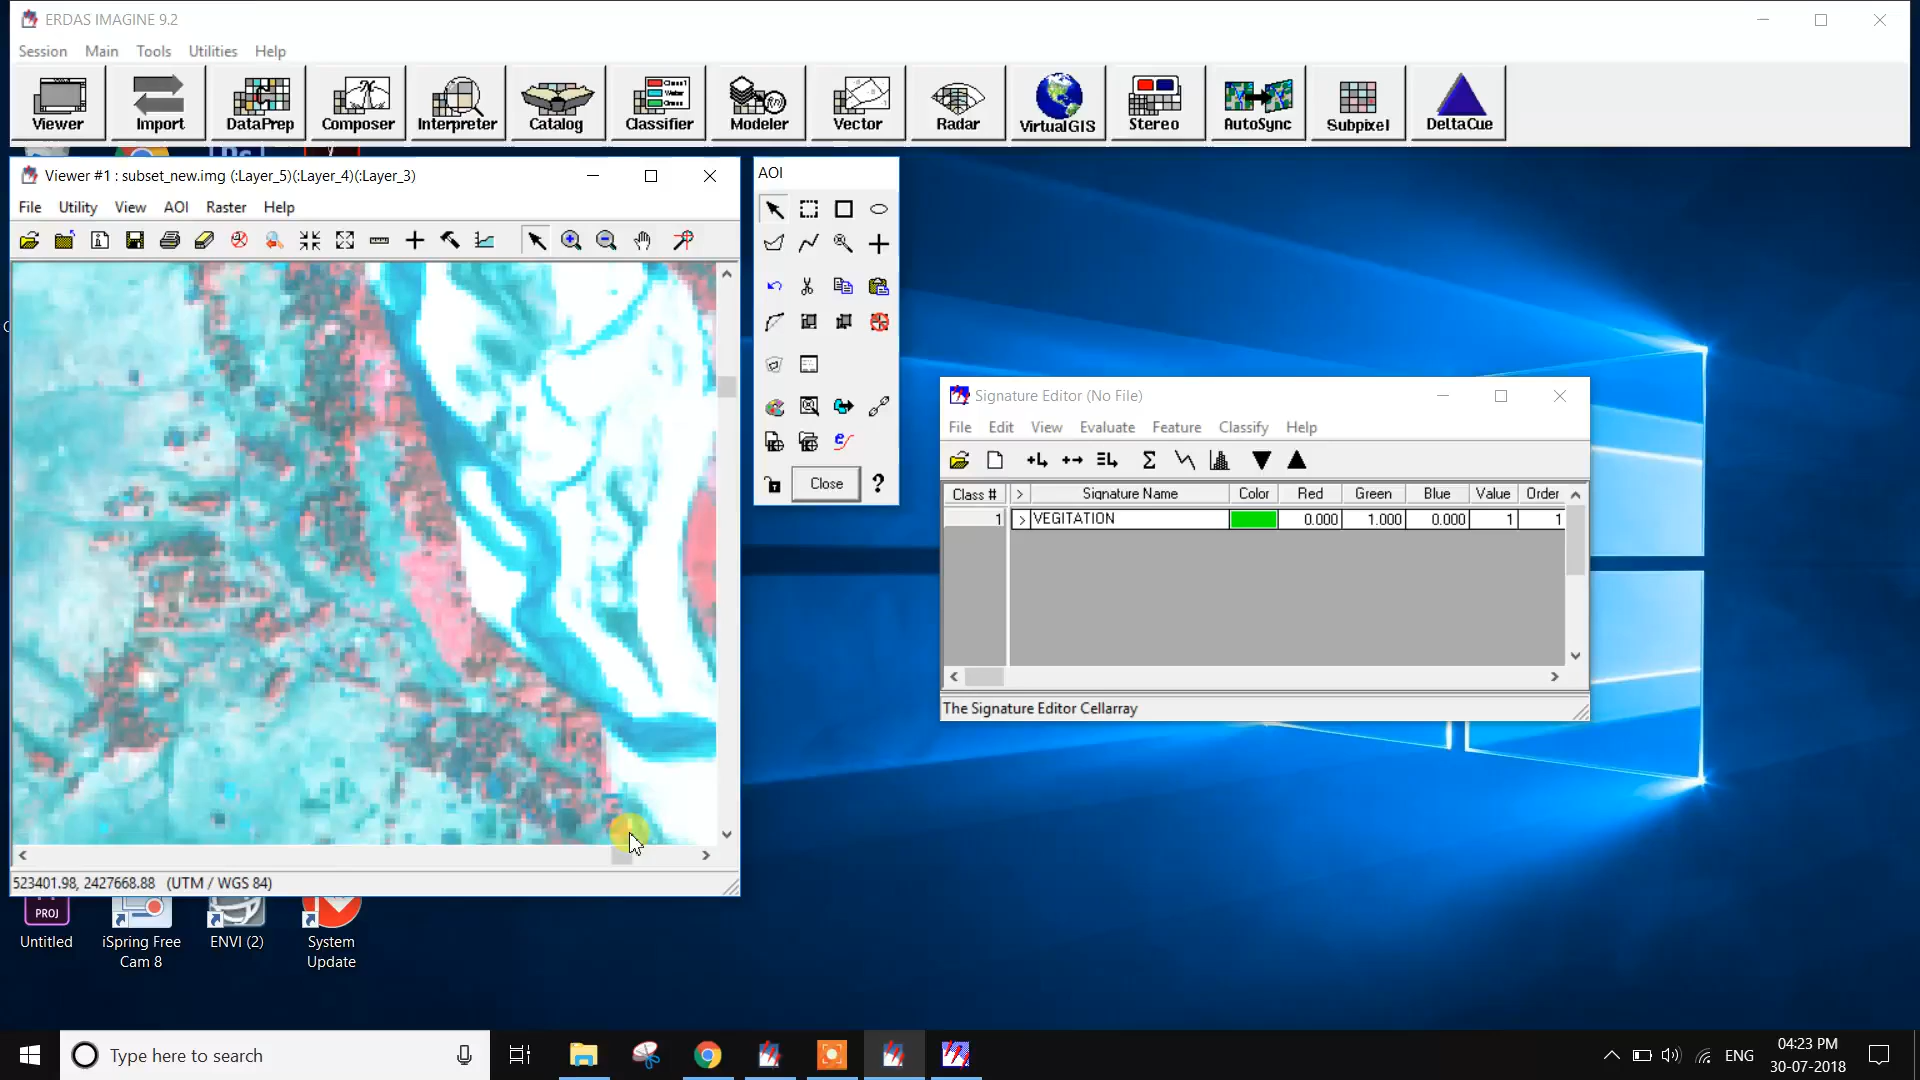 ERDAS IMAGINE 9.2
Session Main Tools Utilities Help
Viewer Import DataPrep Composer Interpreter Catalog Classifier Modeler Vector Radar VirtualGIS Stereo AutoSync Subpixel DeltaCue
Viewer #1 : subset_new.img (:Layer_5)(:Layer_4)(:Layer_3)
File Utility View AOI Raster Help
523401.98, 2427668.88 (UTM / WGS 84)
AOI
Close ?
Signature Editor (No File)
File Edit View Evaluate Feature Classify Help
Class # > Signature Name Color Red Green Blue Value Order
1 > VEGITATION 0.000 1.000 0.000 1 1
The Signature Editor Cellarray
PROJ
Untitled
iSpring Free
Cam 8
ENVI (2)
System
Update
Type here to search
ENG
04:23 PM
30-07-2018